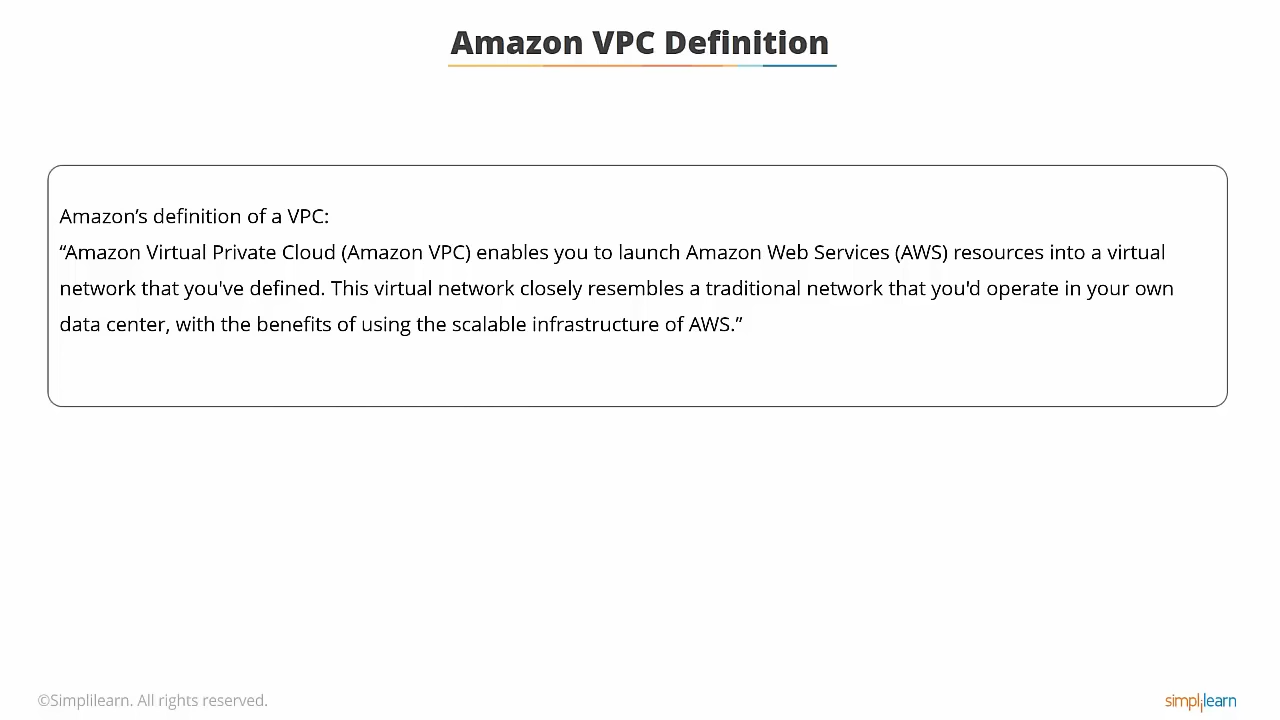 Amazon VPC Definition
Amazon’s definition of a VPC:
“Amazon Virtual Private Cloud (Amazon VPC) enables you to launch Amazon Web Services (AWS) resources into a virtual
network that you've defined. This virtual network closely resembles a traditional network that you'd operate in your own
data center, with the benefits of using the scalable infrastructure of AWS.”
©Simplilearn. All rights reserved.
simplilearn